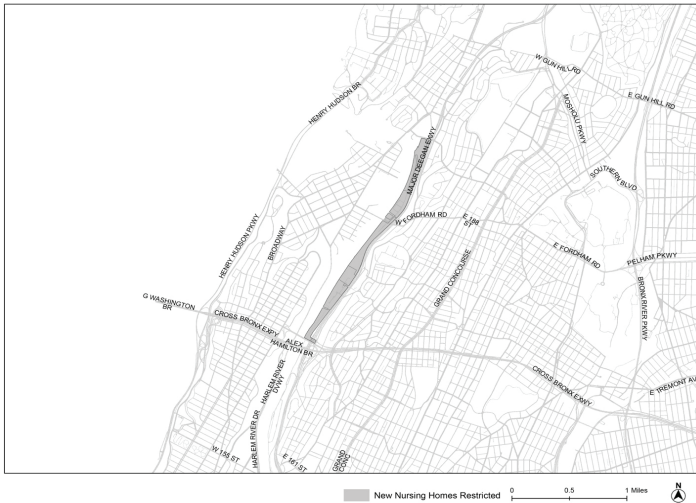 W GUN HILL RD
E GUN HILL RD
HENRY HUDSON BR
MOSHOLU PKWY
MAJOR DEEGAN EXWY
SOUTHERN BLVD
W FORDHAM RD
E 188
ST
BROADWAY
HENRY HUDSON PKWY
E FORDHAM RD
PELHAM PKWY
GRAND CONCOURSE
BRONX RIVER PKWY
G WASHINGTON
BR
CROSS BRONX EXPY
ALEX
HAMILTON BR
HARLEM RIVER
DVWY
CROSS BRONX EXWY
E TREMONT AV
HARLEM RIVER DR
W 155 ST
E 161 ST
GRAND
CONC
New Nursing Homes Restricted
0 0.5 1 Miles
N